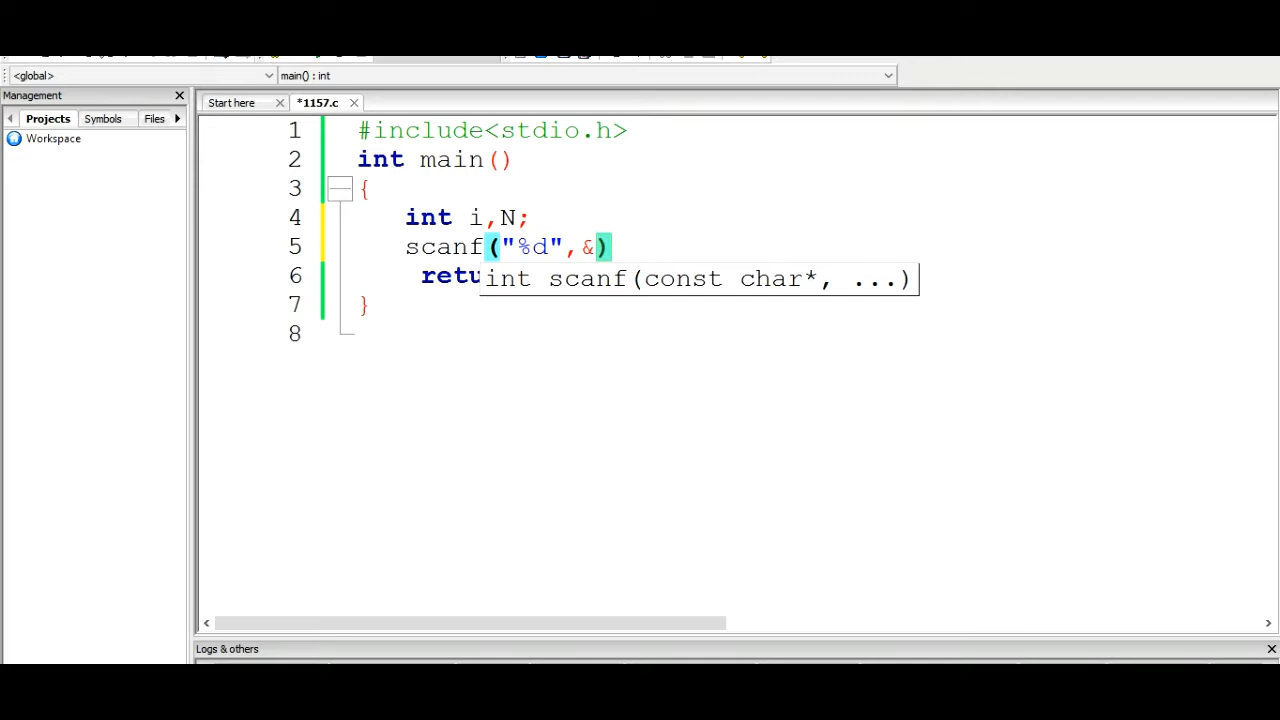 <global>
main() : int
Management
Start here
*1157.c
Projects
Symbols
Files
Workspace
1 #include<stdio.h>
2 int main()
3 {
4 int i,N;
5 scanf("%d",&)
6 retu
int scanf(const char*, ...)
7 }
8
Logs & others